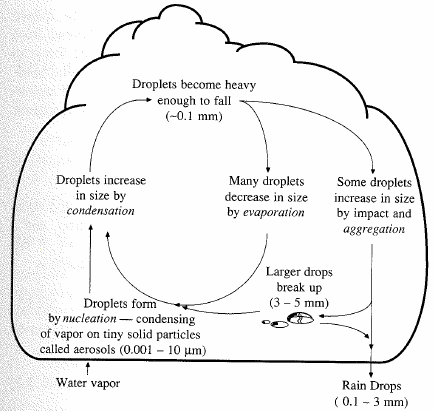 Droplets become heavy
enough to fall
(~0.1 mm)
Droplets increase
in size by
condensation
Many droplets
decrease in size
by evaporation
Some droplets
increase in size
by impact and
aggregation
Larger drops
break up
(3 – 5 mm)
Droplets form
by nucleation — condensing
of vapor on tiny solid particles
called aerosols (0.001 – 10 µm)
Water vapor
Rain Drops
( 0.1 – 3 mm)